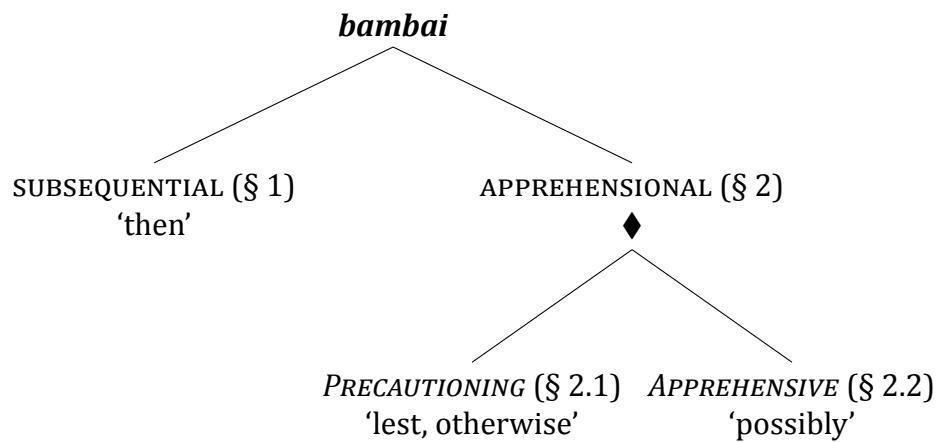 bambai
SUBSEQUENTIAL (§ 1) APPREHENSIONAL (§ 2)
‘then’ ♦
PRECAUTIONING (§ 2.1) APPREHENSIVE (§ 2.2)
‘lest, otherwise’ ‘possibly’